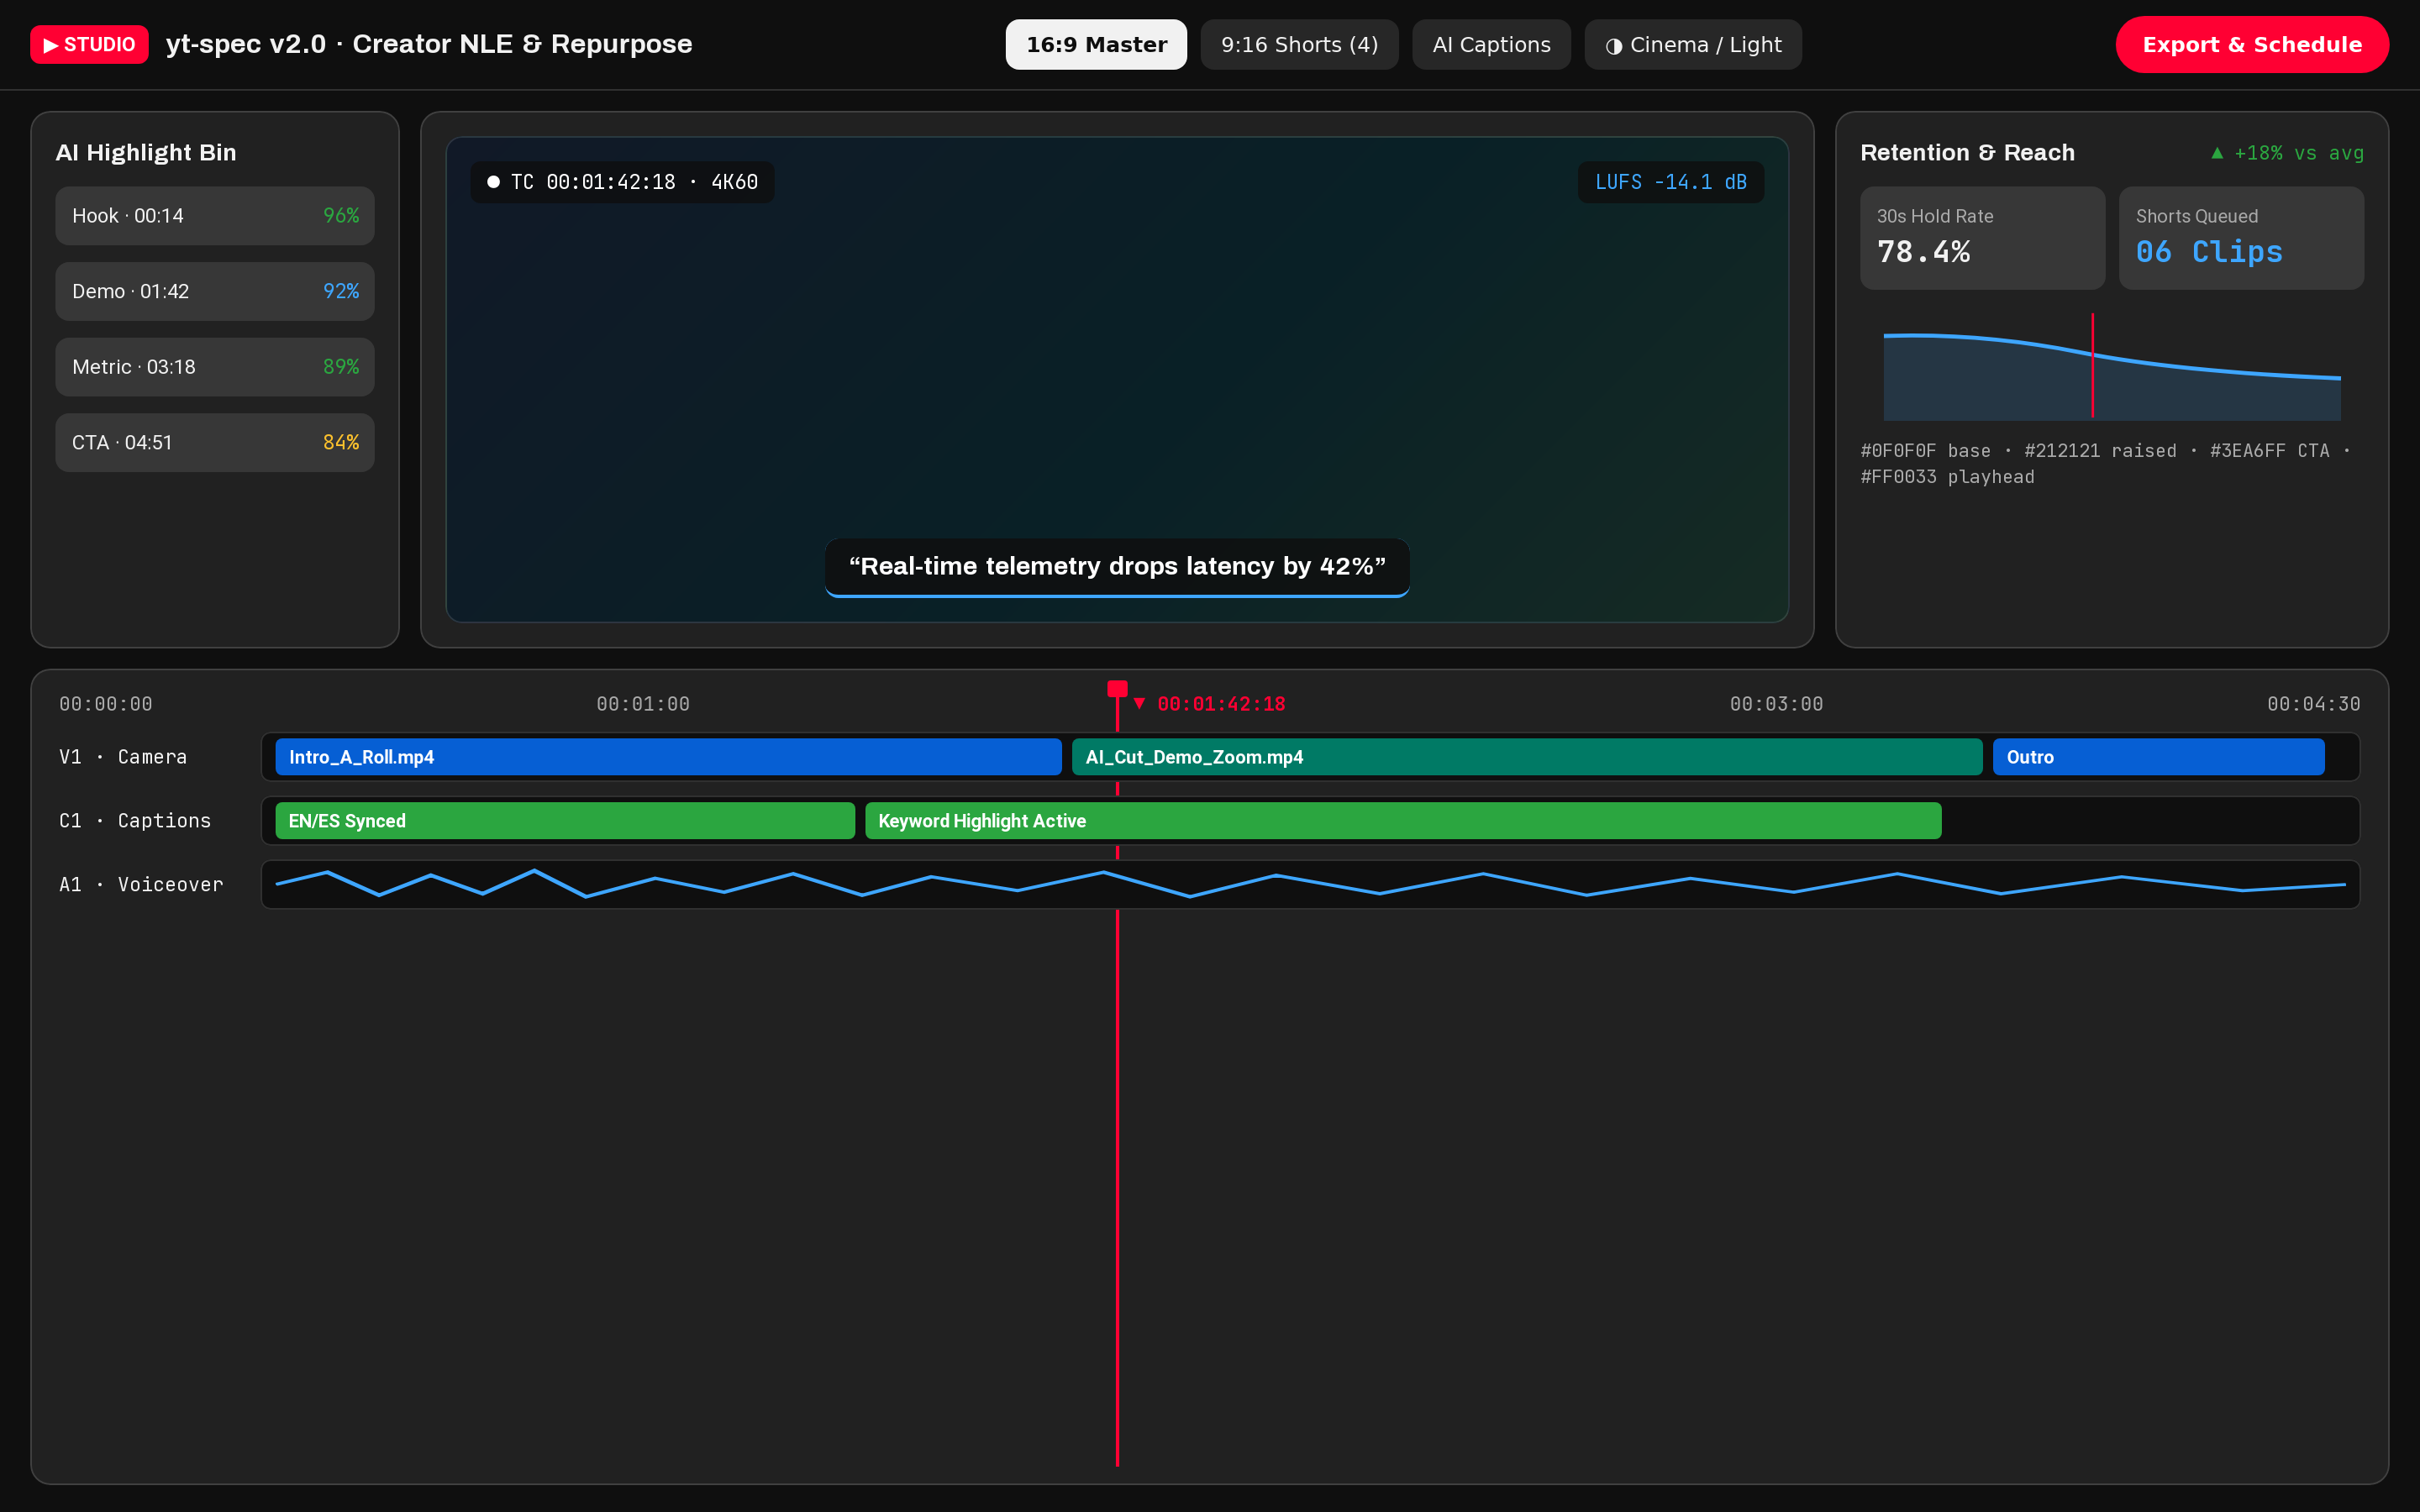 ▶ STUDIO
yt-spec v2.0 · Creator NLE & Repurpose
16:9 Master
9:16 Shorts (4)
AI Captions
◑ Cinema / Light
Export & Schedule
AI Highlight Bin
Hook · 00:14 96%
Demo · 01:42 92%
Metric · 03:18 89%
CTA · 04:51 84%
● TC 00:01:42:18 · 4K60
LUFS -14.1 dB
“Real-time telemetry drops latency by 42%”
Retention & Reach
▲ +18% vs avg
30s Hold Rate
78.4%
Shorts Queued
06 Clips
#0F0F0F base · #212121 raised · #3EA6FF CTA ·
#FF0033 playhead
00:00:00
00:01:00
▼ 00:01:42:18
00:03:00
00:04:30
V1 · Camera
Intro_A_Roll.mp4
AI_Cut_Demo_Zoom.mp4
Outro
C1 · Captions
EN/ES Synced
Keyword Highlight Active
A1 · Voiceover